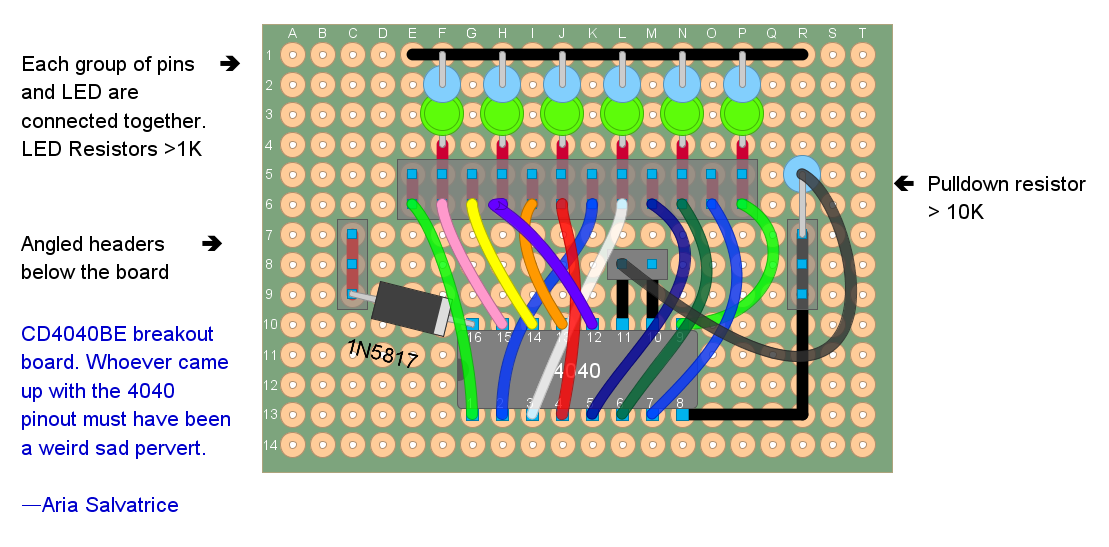 Each group of pins 🡺
and LED are
connected together.
LED Resistors >1K
Angled headers 🡺
below the board
CD4040BE breakout
board. Whoever came
up with the 4040
pinout must have been
a weird sad pervert.
—Aria Salvatrice
A B C D E F G H I J K L M N O P Q R S T
1
2
3
4
5
6
7
8
9
10
11
12
13
14
1N5817
16 15 14 13 12 11 10 9
4040
1 2 3 4 5 6 7 8
🡸 Pulldown resistor
> 10K